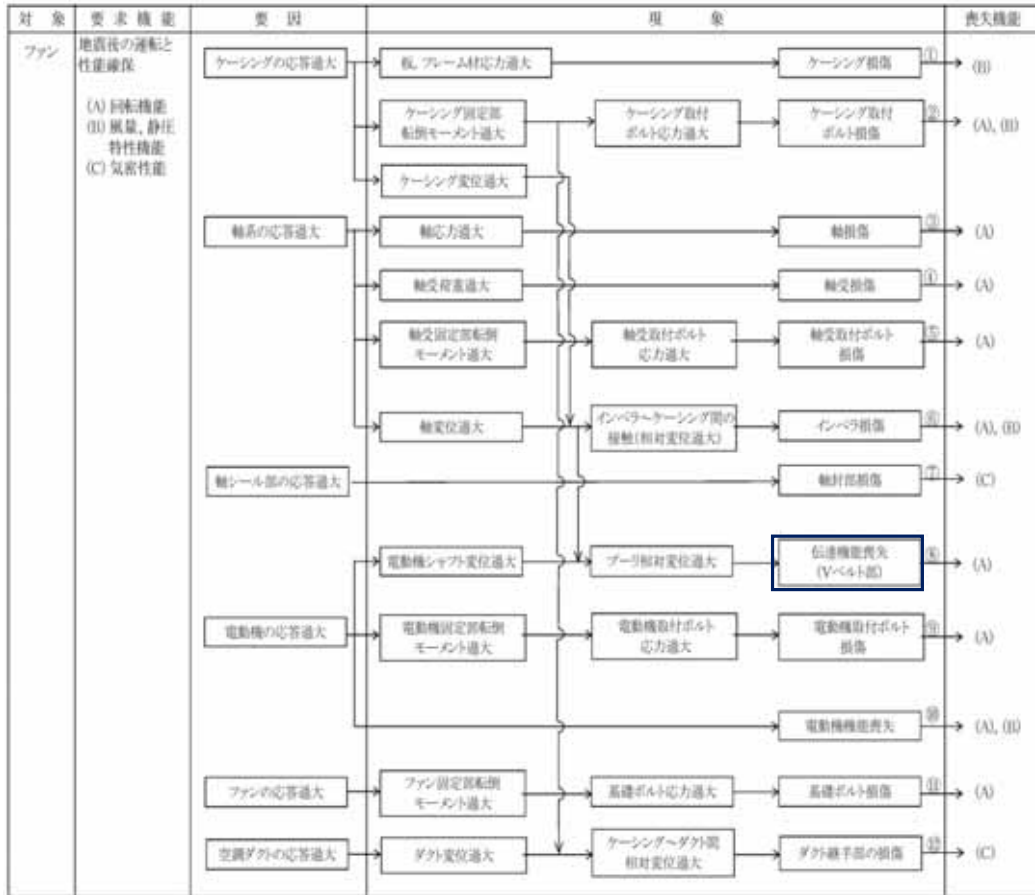 対象 要求機能 要因 現象 喪失機能
ファン
地震後の運転と
性能確保
(A) 回転機能
(B) 風量、静圧
特性機能
(C) 気密性能
ケーシングの応答過大
板、フレーム材応力過大
ケーシング損傷
① (B)
ケーシング固定部
転倒モーメント過大
ケーシング取付
ボルト応力過大
ケーシング取付
ボルト損傷
② (A), (B)
ケーシング変位過大
軸系の応答過大
軸応力過大
軸損傷
③ (A)
軸受荷重過大
軸受損傷
④ (A)
軸受固定部転倒
モーメント過大
軸受取付ボルト
応力過大
軸受取付ボルト
損傷
⑤ (A)
軸変位過大
インペラ～ケーシング間の
接触(相対変位過大)
インペラ損傷
⑥ (A), (B)
軸シール部の応答過大
軸封部損傷
⑦ (C)
電動機シャフト変位過大
プーリ相対変位過大
伝達機能喪失
(Vベルト部)
⑧ (A)
電動機の応答過大
電動機固定部転倒
モーメント過大
電動機取付ボルト
応力過大
電動機取付ボルト
損傷
⑨ (A)
電動機機能喪失
⑩ (A), (B)
ファンの応答過大
ファン固定部転倒
モーメント過大
基礎ボルト応力過大
基礎ボルト損傷
⑪ (A)
空調ダクトの応答過大
ダクト変位過大
ケーシング～ダクト間
相対変位過大
ダクト継手部の損傷
⑫ (C)